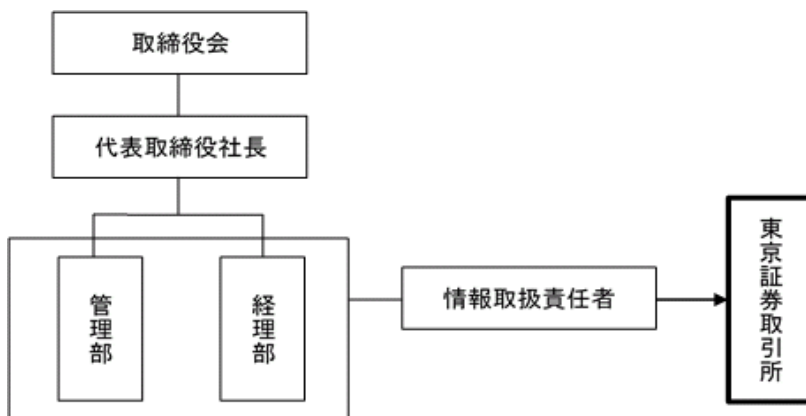 取締役会
代表取締役社長
管理部
経理部
情報取扱責任者
東京証券取引所